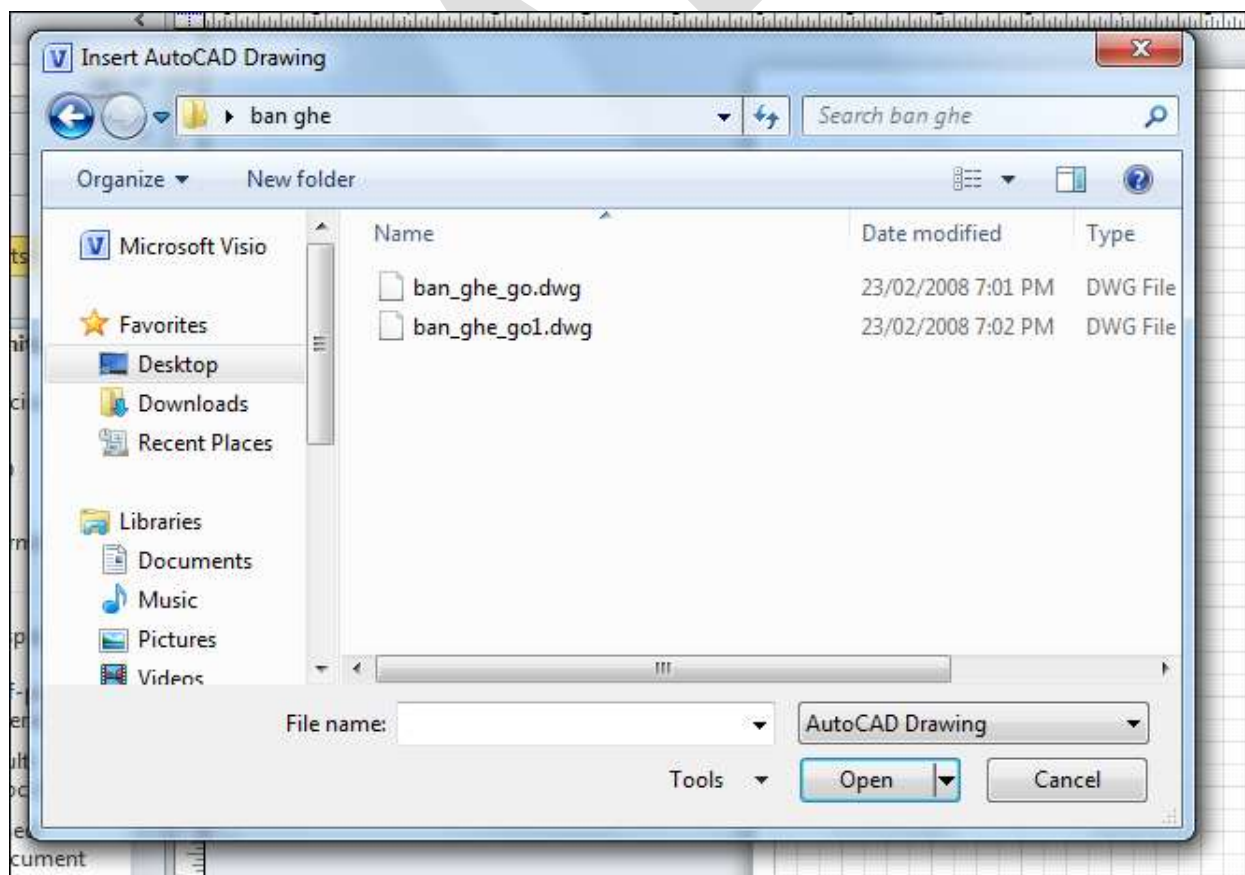 Insert AutoCAD Drawing
ban ghe
Search ban ghe
Organize
New folder
Microsoft Visio
Favorites
Desktop
Downloads
Recent Places
Libraries
Documents
Music
Pictures
Videos
Name
Date modified
Type
ban_ghe_go.dwg
23/02/2008 7:01 PM
DWG File
ban_ghe_go1.dwg
23/02/2008 7:02 PM
DWG File
File name:
AutoCAD Drawing
Tools
Open
Cancel
cument